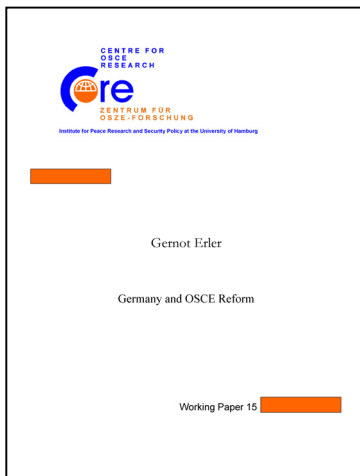 CENTRE FOR
OSCE
RESEARCH
Core
ZENTRUM FÜR
OSZE-FORSCHUNG
Institute for Peace Research and Security Policy at the University of Hamburg
Gernot Erler
Germany and OSCE Reform
Working Paper 15